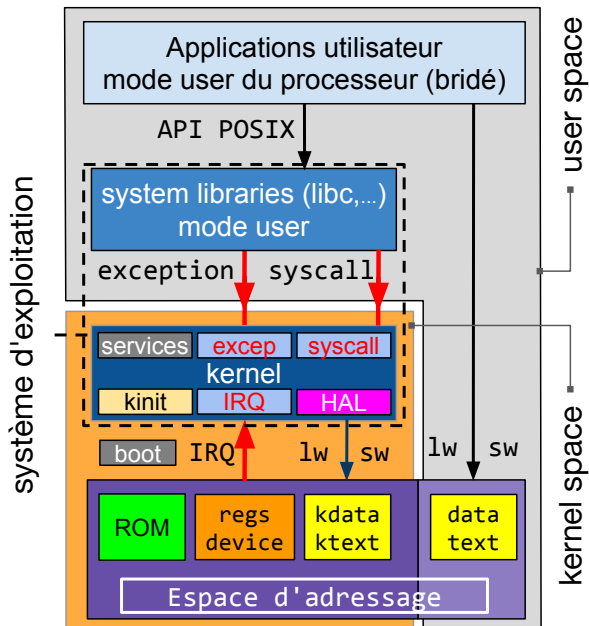 Applications utilisateur
mode user du processeur (bridé)
user space
API POSIX
system libraries (libc,...)
mode user
système d'exploitation
exception
syscall
services
excep
syscall
kernel
kinit
IRQ
HAL
boot
IRQ
lw
sw
lw
sw
kernel space
ROM
regs
device
kdata
ktext
data
text
Espace d'adressage